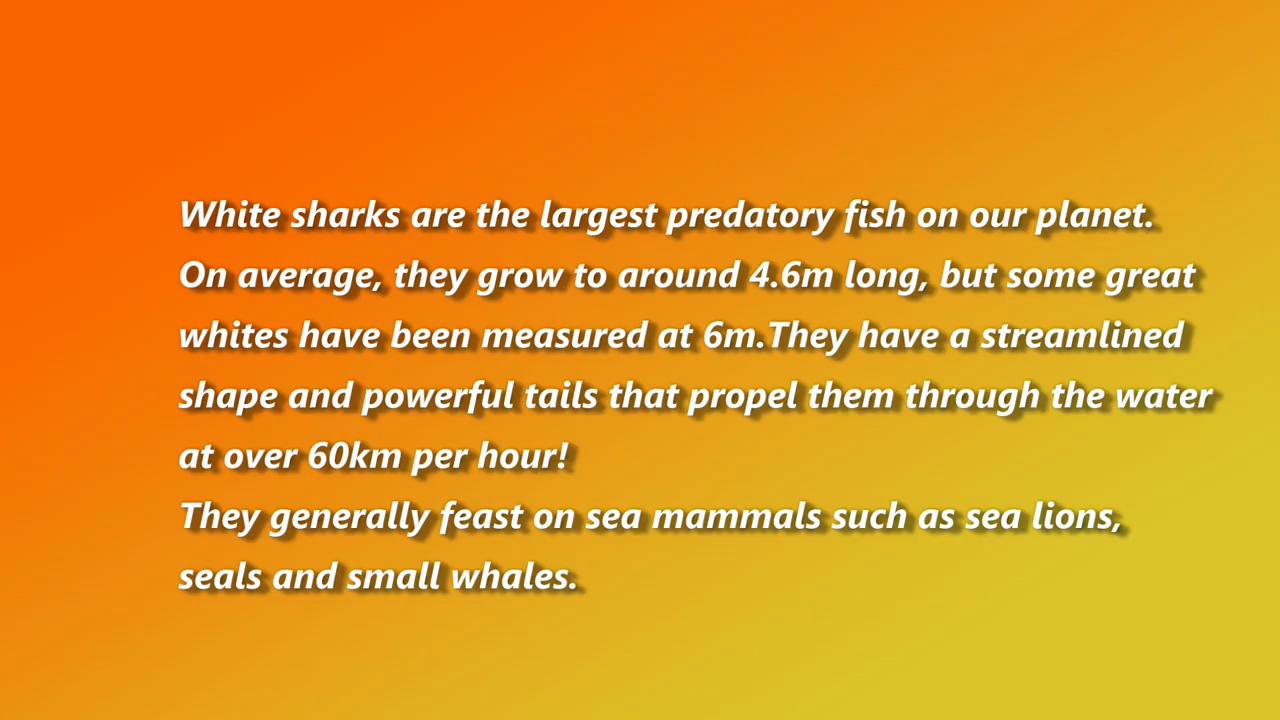 White sharks are the largest predatory fish on our planet.
On average, they grow to around 4.6m long, but some great
whites have been measured at 6m.They have a streamlined
shape and powerful tails that propel them through the water
at over 60km per hour!
They generally feast on sea mammals such as sea lions,
seals and small whales.